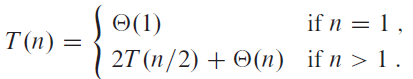 T(n) = { Θ(1) if n = 1 ,
2T(n/2) + Θ(n) if n > 1 .